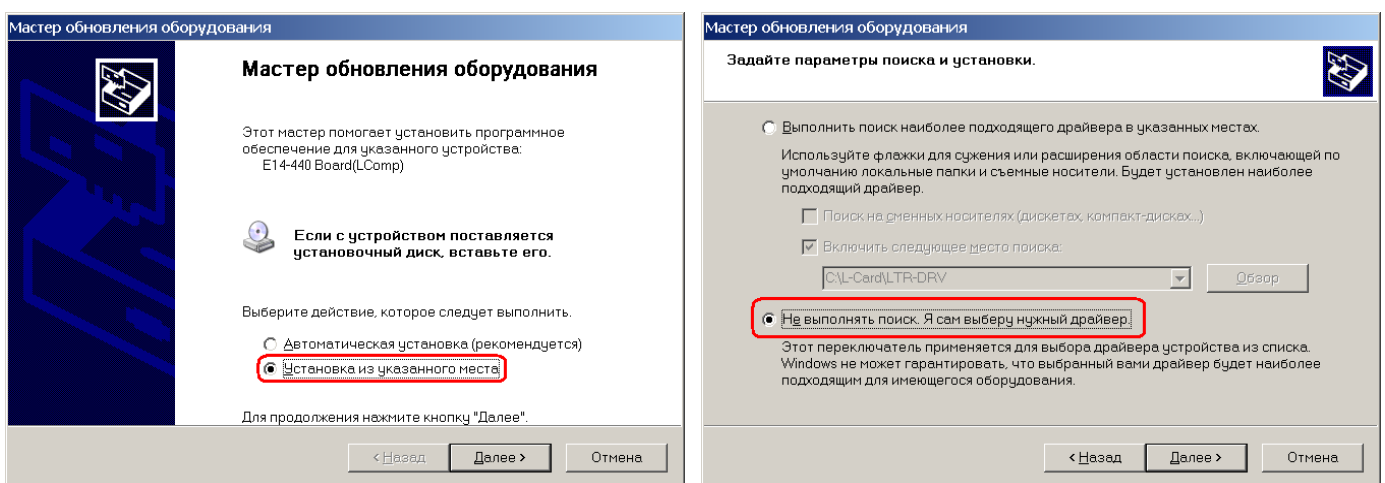 Мастер обновления оборудования
Мастер обновления оборудования
Этот мастер помогает установить программное
обеспечение для указанного устройства:
E14-440 Board(LComp)
Если с устройством поставляется
установочный диск, вставьте его.
Выберите действие, которое следует выполнить.
Автоматическая установка (рекомендуется)
Установка из указанного места
Для продолжения нажмите кнопку "Далее".
< Назад
Далее >
Отмена
Мастер обновления оборудования
Задайте параметры поиска и установки.
Выполнить поиск наиболее подходящего драйвера в указанных местах.
Используйте флажки для сужения или расширения области поиска, включающей по
умолчанию локальные папки и съемные носители. Будет установлен наиболее
подходящий драйвер.
Поиск на сменных носителях (дискетах, компакт-дисках...)
Включить следующее место поиска:
C:\L-Card\LTR-DRV
Обзор
Не выполнять поиск. Я сам выберу нужный драйвер.
Этот переключатель применяется для выбора драйвера устройства из списка.
Windows не может гарантировать, что выбранный вами драйвер будет наиболее
подходящим для имеющегося оборудования.
< Назад
Далее >
Отмена